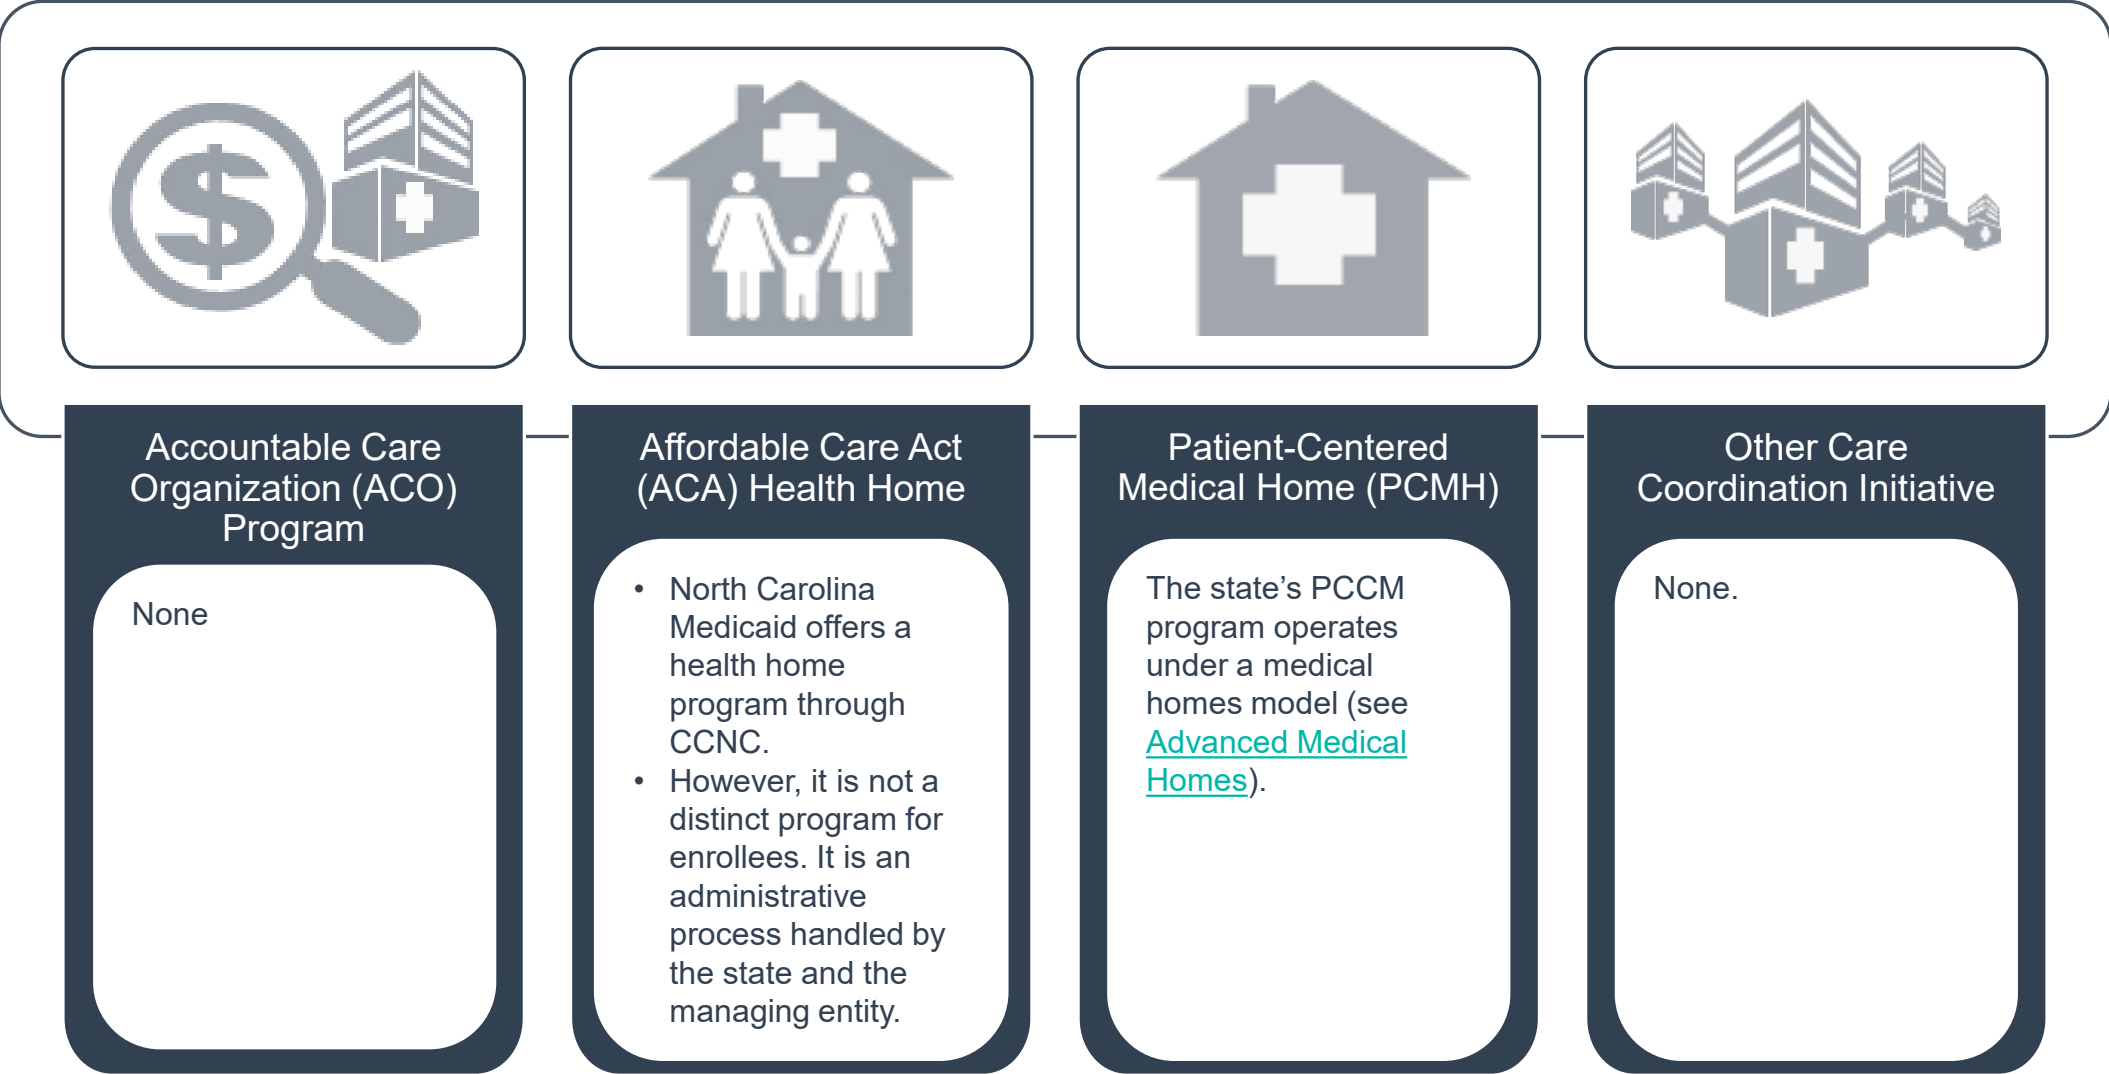 Accountable Care
Organization (ACO)
Program
None
Affordable Care Act
(ACA) Health Home
• North Carolina
Medicaid offers a
health home
program through
CCNC.
• However, it is not a
distinct program for
enrollees. It is an
administrative
process handled by
the state and the
managing entity.
Patient-Centered
Medical Home (PCMH)
The state’s PCCM
program operates
under a medical
homes model (see
Advanced Medical
Homes).
Other Care
Coordination Initiative
None.